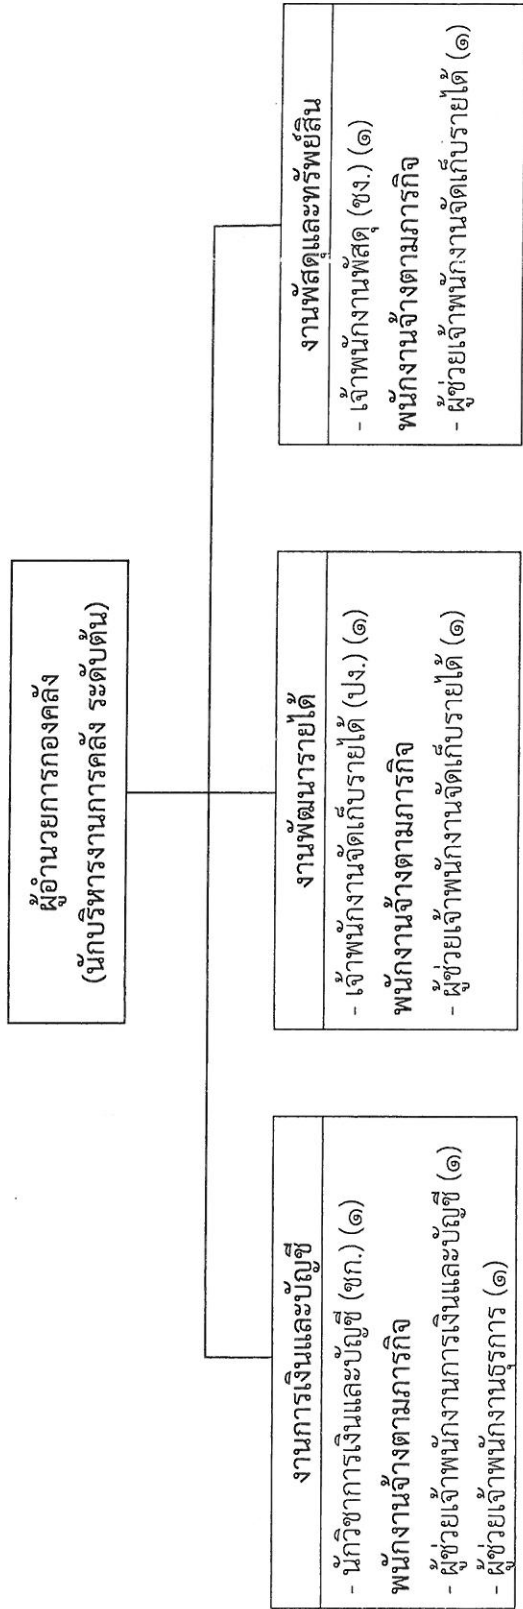 ผู้อำนวยการกองคลัง
(นักบริหารงานการคลัง ระดับต้น)
งานการเงินและบัญชี
- นักวิชาการเงินและบัญชี (ชก.) (๑)
พนักงานจ้างตามภารกิจ
- ผู้ช่วยเจ้าพนักงานการเงินและบัญชี (๑)
- ผู้ช่วยเจ้าพนักงานธุรการ (๑)
งานพัฒนารายได้
- เจ้าพนักงานจัดเก็บรายได้ (ปง.) (๑)
พนักงานจ้างตามภารกิจ
- ผู้ช่วยเจ้าพนักงานจัดเก็บรายได้ (๑)
งานพัสดุและทรัพย์สิน
- เจ้าพนักงานพัสดุ (ชง.) (๑)
พนักงานจ้างตามภารกิจ
- ผู้ช่วยเจ้าพนักงานจัดเก็บรายได้ (๑)